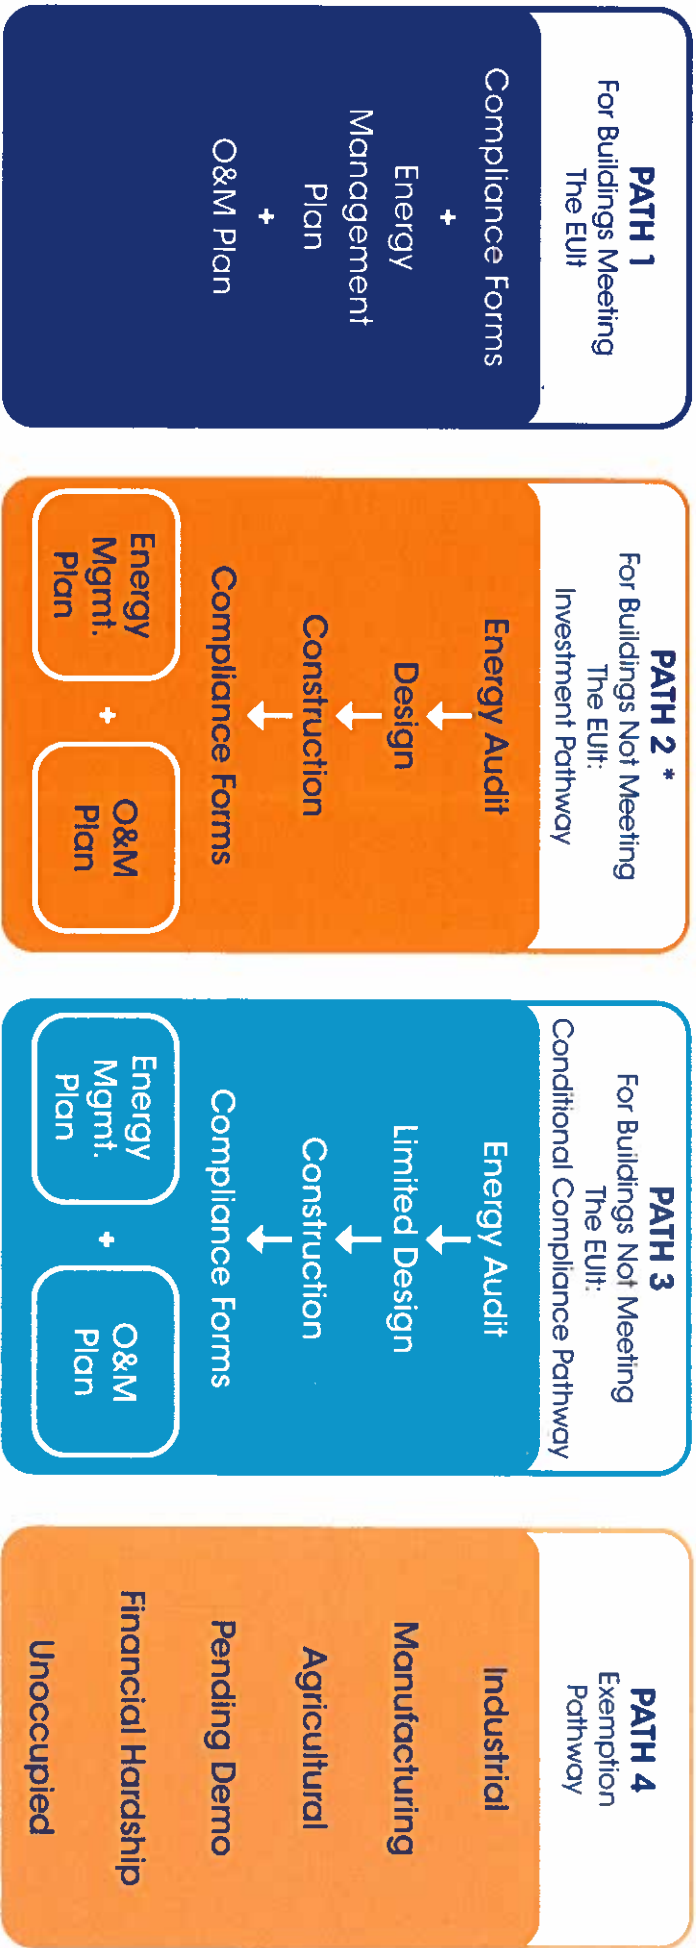 PATH 1
For Buildings Meeting
The EUIt
Compliance Forms
+
Energy
Management
Plan
+
O&M Plan
PATH 2 *
For Buildings Not Meeting
The EUIt:
Investment Pathway
Energy Audit
Design
Construction
Compliance Forms
Energy
Mgmt.
Plan
+
O&M
Plan
PATH 3
For Buildings Not Meeting
The EUIt:
Conditional Compliance Pathway
Energy Audit
Limited Design
Construction
Compliance Forms
Energy
Mgmt.
Plan
+
O&M
Plan
PATH 4
Exemption
Pathway
Industrial
Manufacturing
Agricultural
Pending Demo
Financial Hardship
Unoccupied